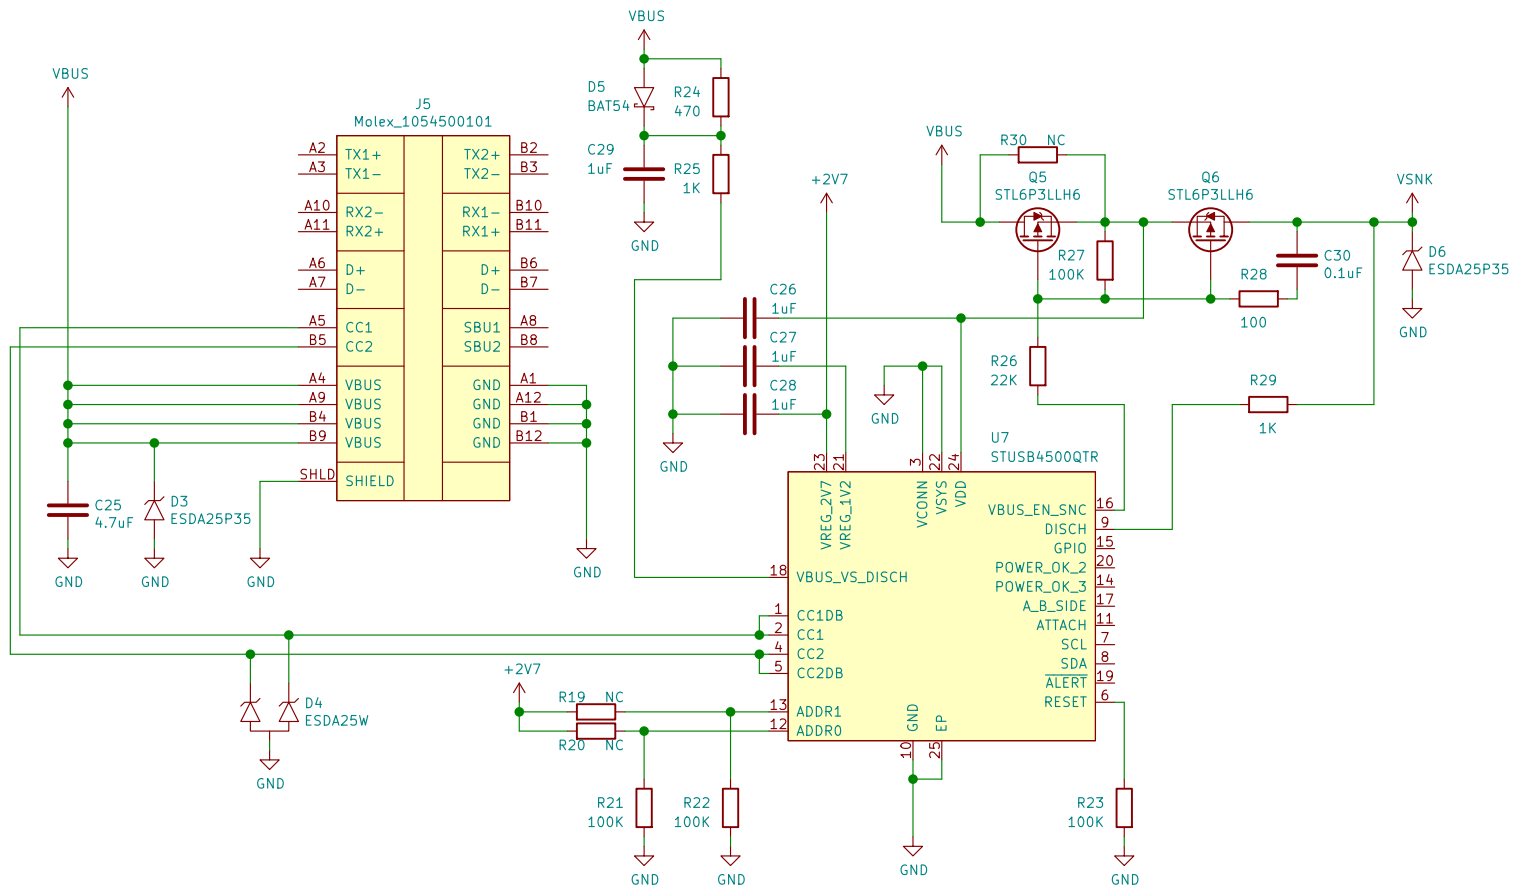 VBUS
VBUS
J5
Molex_1054500101
A2 TX1+ TX2+ B2
A3 TX1- TX2- B3
A10 RX2- RX1- B10
A11 RX2+ RX1+ B11
A6 D+ D+ B6
A7 D- D- B7
A5 CC1 SBU1 A8
B5 CC2 SBU2 B8
A4 VBUS GND A1
A9 VBUS GND A12
B4 VBUS GND B1
B9 VBUS GND B12
SHLD SHIELD
C25
4.7uF
D3
ESDA25P35
GND
GND
GND
GND
D5
BAT54
R24
470
C29
1uF
R25
1K
GND
+2V7
VBUS
R30 NC
Q5
STL6P3LLH6
Q6
STL6P3LLH6
VSNK
R27
100K
R28
100
C30
0.1uF
D6
ESDA25P35
GND
C26
1uF
C27
1uF
C28
1uF
GND
GND
R26
22K
R29
1K
U7
STUSB4500QTR
23 21 3 22 24
VREG_2V7 VREG_1V2 VCONN VSYS VDD
VBUS_EN_SNC 16
DISCH 9
GPIO 15
POWER_OK_2 20
POWER_OK_3 14
A_B_SIDE 17
ATTACH 11
SCL 7
SDA 8
ALERT 19
RESET 6
18 VBUS_VS_DISCH
1 CC1DB
2 CC1
4 CC2
5 CC2DB
13 ADDR1
12 ADDR0
GND EP
10 25
D4
ESDA25W
GND
+2V7
R19 NC
R20 NC
R21
100K
R22
100K
R23
100K
GND
GND
GND
GND